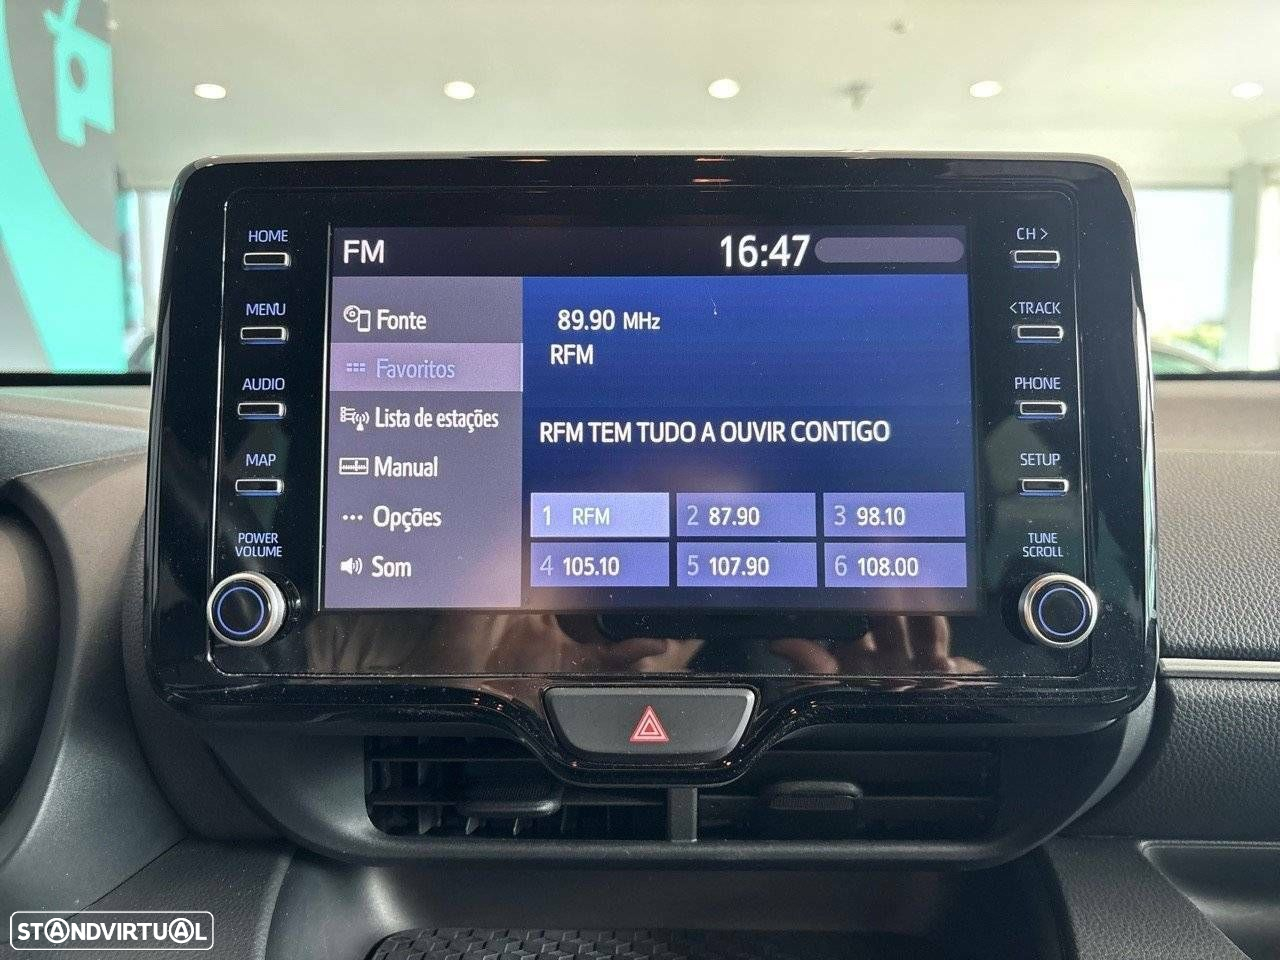 HOME
MENU
AUDIO
MAP
POWER
VOLUME
FM
16:47
Fonte
Favoritos
Lista de estações
Manual
Opções
Som
89.90 MHz
RFM
RFM TEM TUDO A OUVIR CONTIGO
1 RFM
2 87.90
3 98.10
4 105.10
5 107.90
6 108.00
CH >
< TRACK
PHONE
SETUP
TUNE
SCROLL
STANDVIRTUAL